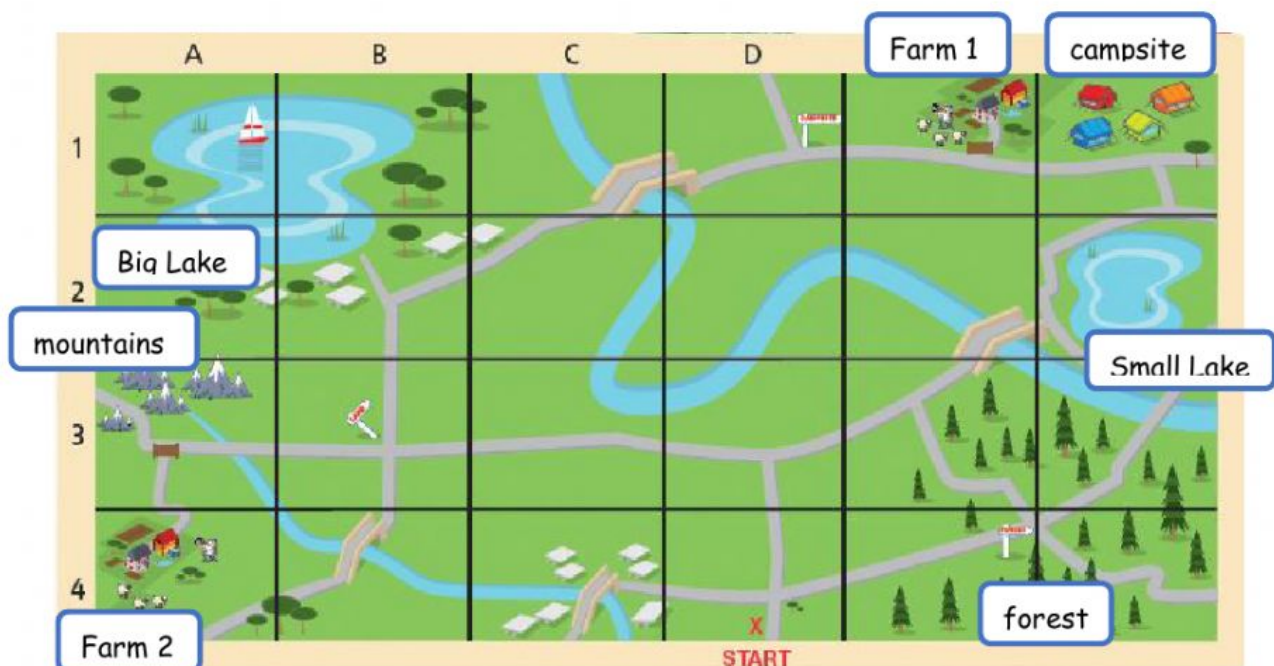 Farm 1
campsite
A
B
C
D
1
Big Lake
2
mountains
Small Lake
3
4
Farm 2
forest
X
START